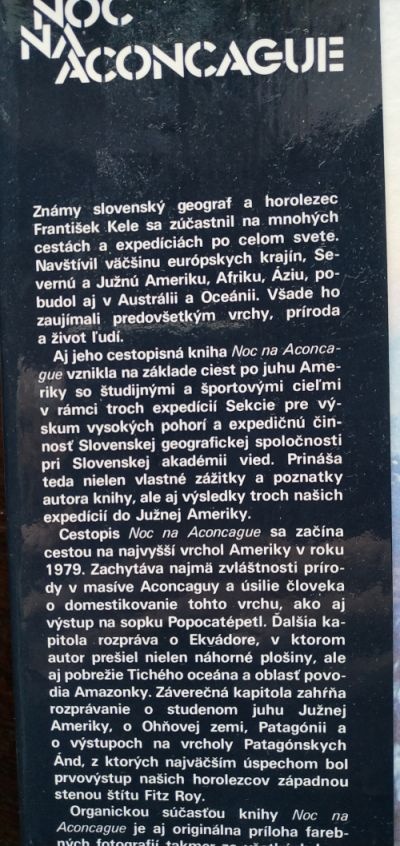 NOC
NA
ACONCAGUE
Známy slovenský geograf a horolezec
František Kele sa zúčastnil na mnohých
cestách a expedíciách po celom svete.
Navštívil väčšinu európskych krajín, Se-
vernú a Južnú Ameriku, Afriku, Áziu, po-
budol aj v Austrálii a Oceánii. Všade ho
zaujímali predovšetkým vrchy, príroda
a život ľudí.
Aj jeho cestopisná kniha Noc na Aconca-
gue vznikla na základe ciest po juhu Ame-
riky so študijnými a športovými cieľmi
v rámci troch expedícií Sekcie pre vý-
skum vysokých pohorí a expedičnú čin-
nosť Slovenskej geografickej spoločnosti
pri Slovenskej akadémii vied. Prináša
teda nielen vlastné zážitky a poznatky
autora knihy, ale aj výsledky troch našich
expedícií do Južnej Ameriky.
Cestopis Noc na Aconcague sa začína
cestou na najvyšší vrchol Ameriky v roku
1979. Zachytáva najmä zvláštnosti príro-
dy v masíve Aconcaguy a úsilie človeka
o domestikovanie tohto vrchu, ako aj
výstup na sopku Popocatépetl. Ďalšia ka-
pitola rozpráva o Ekvádore, v ktorom
autor prešiel nielen náhorné plošiny, ale
aj pobrežie Tichého oceána a oblasť povo-
dia Amazonky. Záverečná kapitola zahŕňa
rozprávanie o studenom juhu Južnej
Ameriky, o Ohňovej zemi, Patagónii a
o výstupoch na vrcholy Patagónskych
Ánd, z ktorých najväčším úspechom bol
prvovýstup našich horolezcov západnou
stenou štítu Fitz Roy.
Organickou súčasťou knihy Noc na
Aconcague je aj originálna príloha fareb-
ných fotografií takmer zo